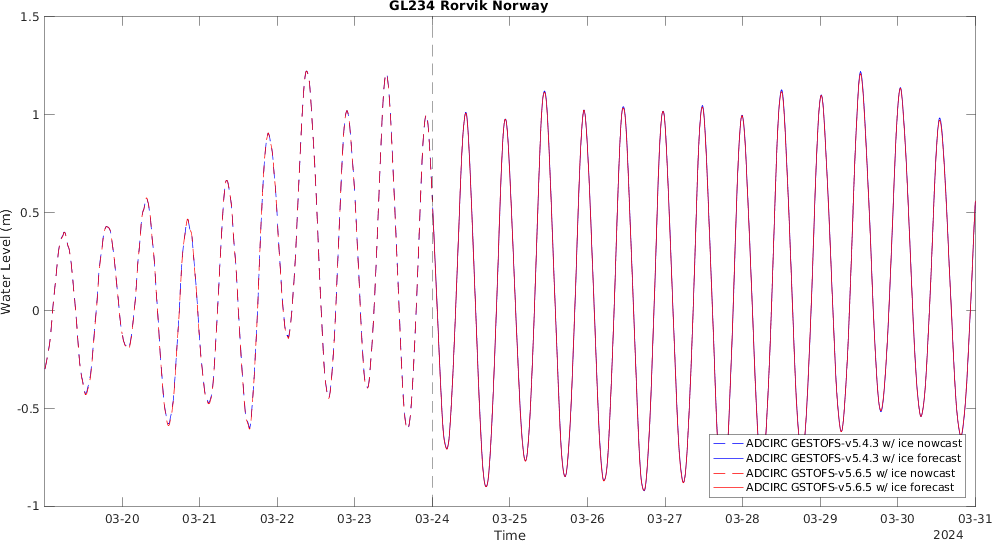 GL234 Rorvik Norway
1.5
1
0.5
0
-0.5
-1
Water Level (m)
ADCIRC GESTOFS-v5.4.3 w/ ice nowcast
ADCIRC GESTOFS-v5.4.3 w/ ice forecast
ADCIRC GSTOFS-v5.6.5 w/ ice nowcast
ADCIRC GSTOFS-v5.6.5 w/ ice forecast
03-20 03-21 03-22 03-23 03-24 03-25 03-26 03-27 03-28 03-29 03-30 03-31
Time 2024